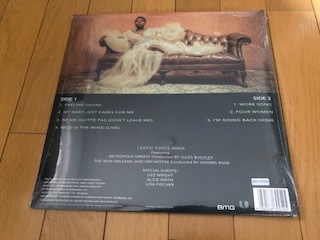 SIDE 1
1. FEELING GOOD
2. MY BABY JUST CARES FOR ME
3. NE ME QUITTE PAS (DON'T LEAVE ME)
4. WILD IS THE WIND (LIVE)
SIDE 2
1. WORK SONG
2. FOUR WOMEN
3. I'M GOING BACK HOME
LEDISI SINGS NINA
Featuring
METROPOLE ORKEST Conducted BY JULES BUCKLEY
THE NEW ORLEANS JAZZ ORCHESTRA Conducted BY ADONIS ROSE
SPECIAL GUESTS:
LIZZ WRIGHT
ALICE SMITH
LISA FISCHER
BMG